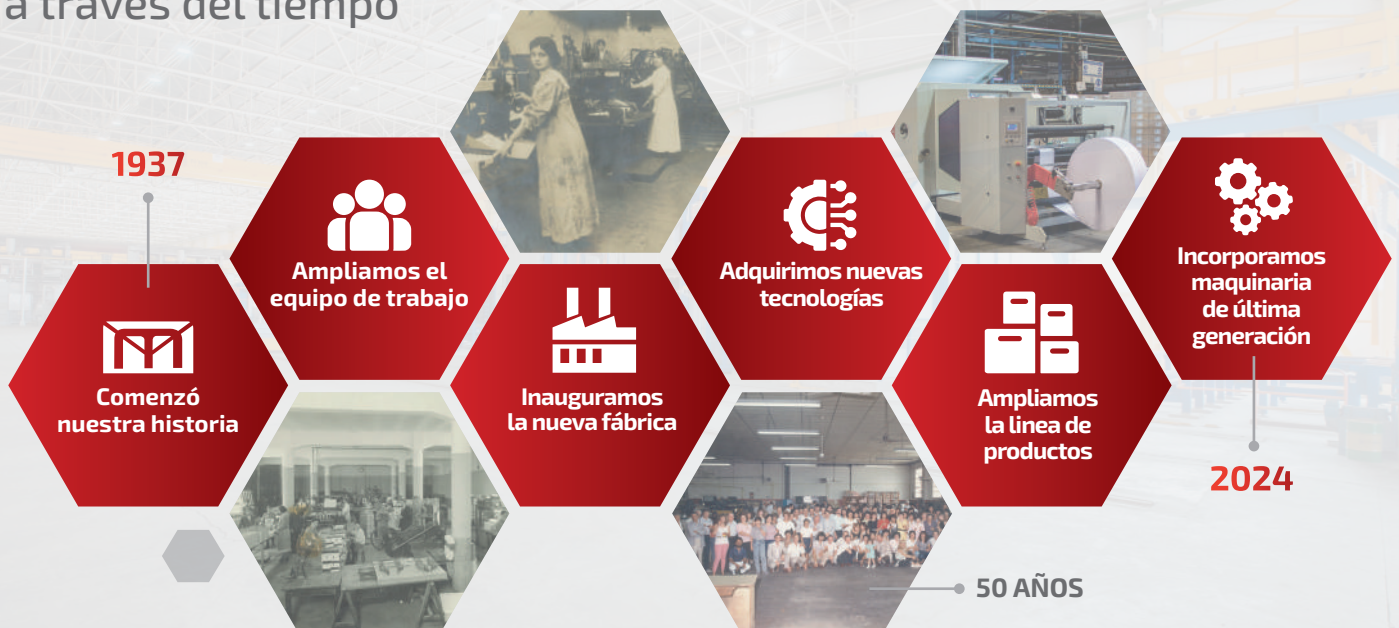 a través del tiempo
1937
Comenzó
nuestra historia
Ampliamos el
equipo de trabajo
Inauguramos
la nueva fábrica
Adquirimos nuevas
tecnologías
50 AÑOS
Ampliamos
la linea de
productos
Incorporamos
maquinaria
de última
generación
2024